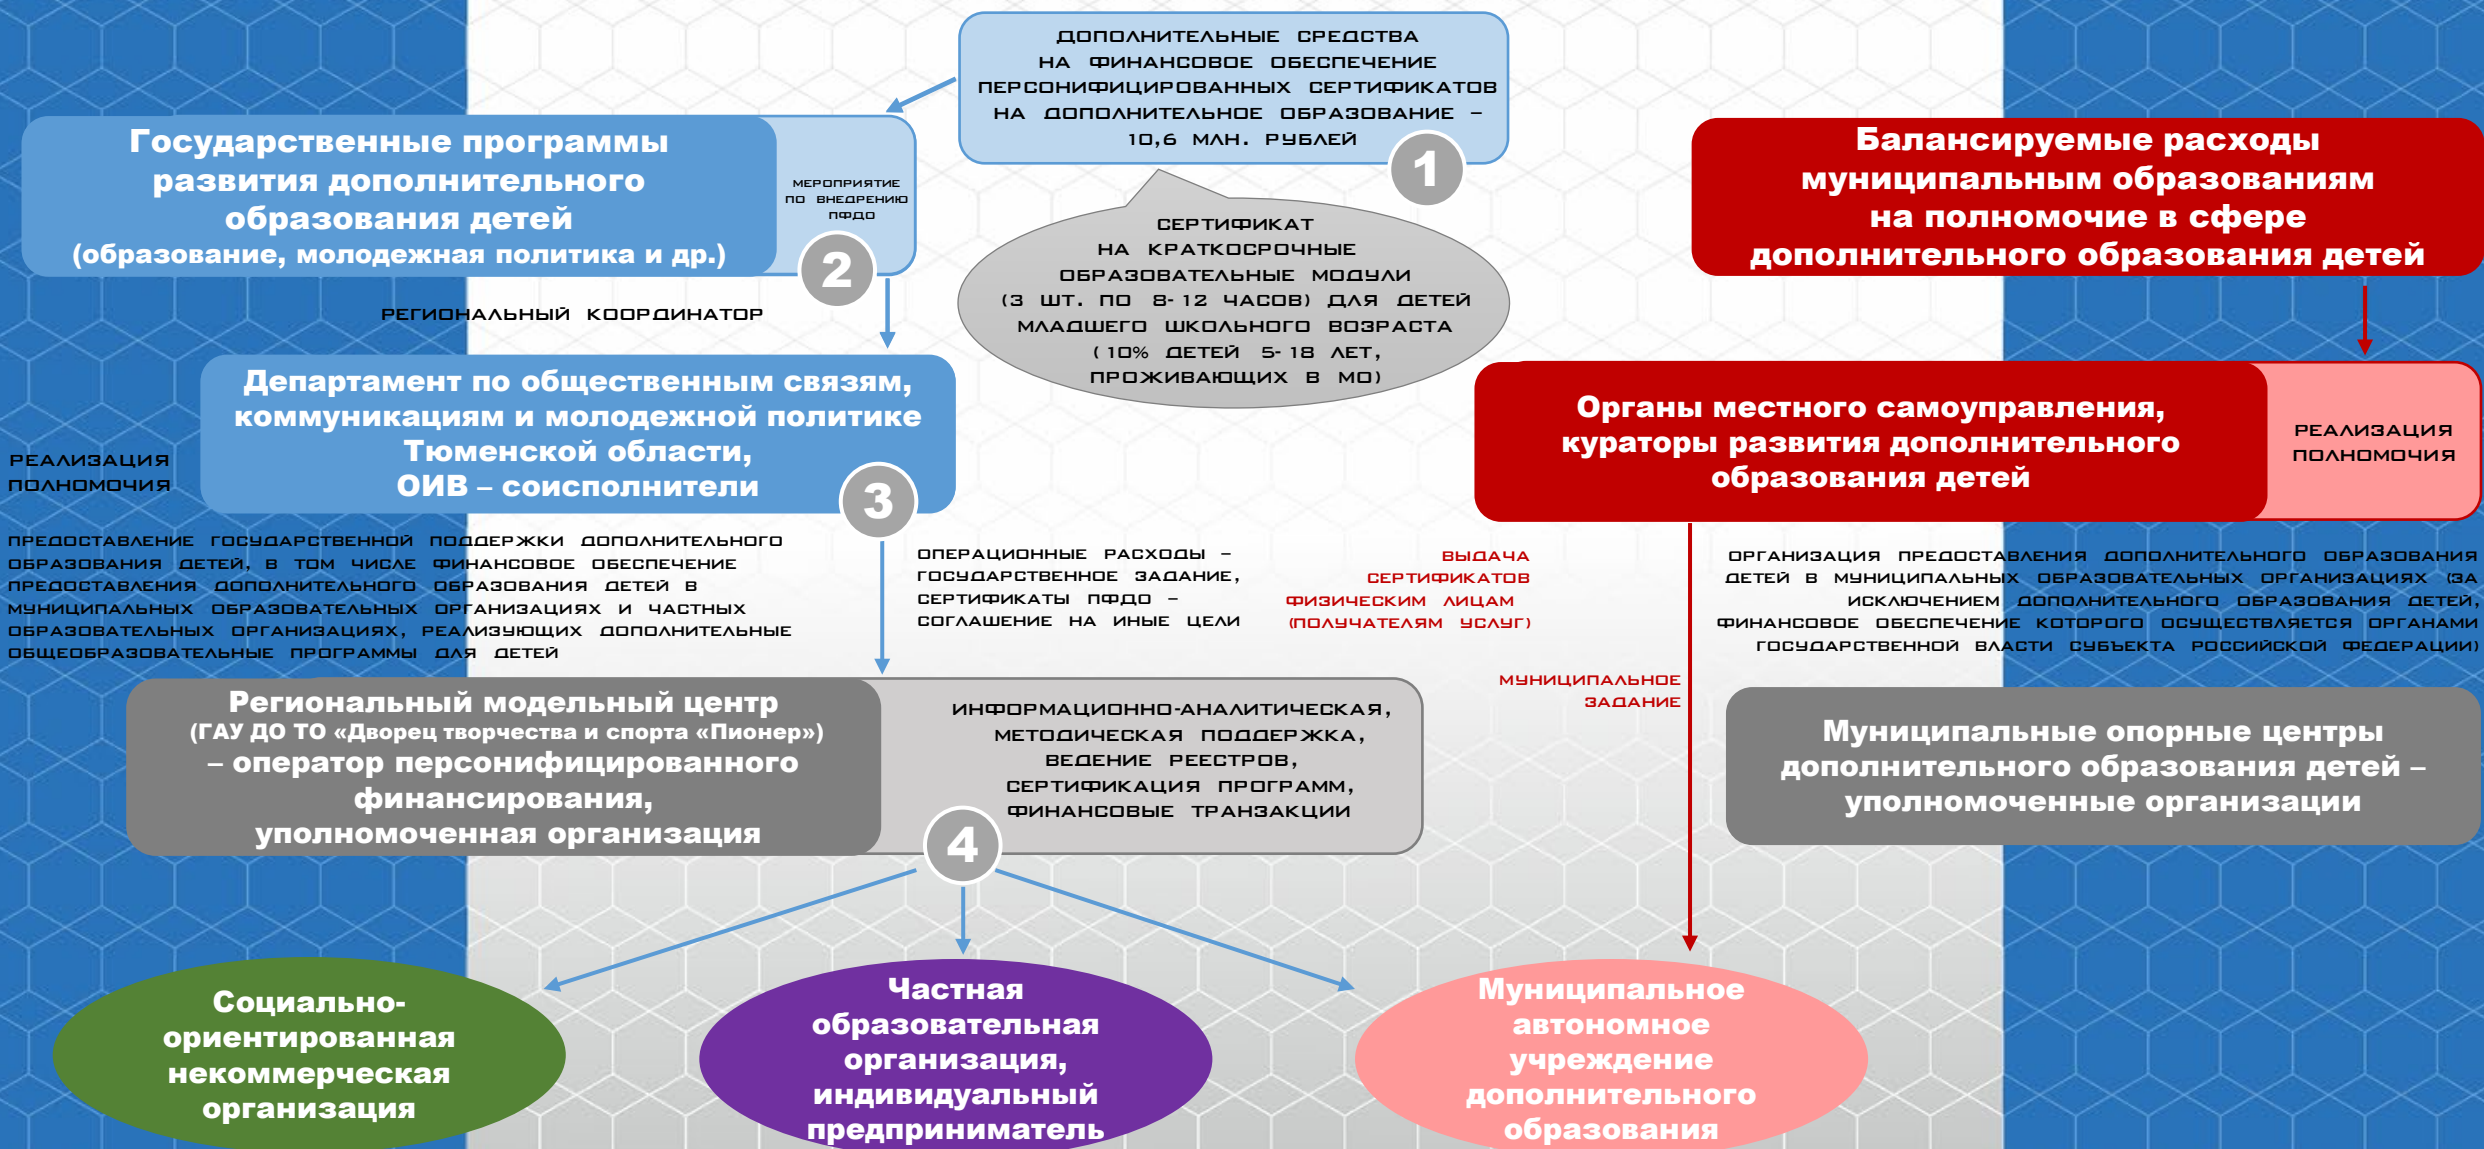 ДОПОЛНИТЕЛЬНЫЕ СРЕДСТВА
НА ФИНАНСОВОЕ ОБЕСПЕЧЕНИЕ
ПЕРСОНИФИЦИРОВАННЫХ СЕРТИФИКАТОВ
НА ДОПОЛНИТЕЛЬНОЕ ОБРАЗОВАНИЕ –
10,6 МЛН. РУБЛЕЙ
1
Государственные программы
развития дополнительного
образования детей
(образование, молодежная политика и др.)
МЕРОПРИЯТИЕ
ПО ВНЕДРЕНИЮ
ПФДО
2
СЕРТИФИКАТ
НА КРАТКОСРОЧНЫЕ
ОБРАЗОВАТЕЛЬНЫЕ МОДУЛИ
(3 ШТ. ПО 8-12 ЧАСОВ) ДЛЯ ДЕТЕЙ
МЛАДШЕГО ШКОЛЬНОГО ВОЗРАСТА
(10% ДЕТЕЙ 5-18 ЛЕТ,
ПРОЖИВАЮЩИХ В МО)
Балансируемые расходы
муниципальным образованиям
на полномочие в сфере
дополнительного образования детей
РЕГИОНАЛЬНЫЙ КООРДИНАТОР
Департамент по общественным связям,
коммуникациям и молодежной политике
Тюменской области,
ОИВ – соисполнители
3
РЕАЛИЗАЦИЯ
ПОЛНОМОЧИЯ
Органы местного самоуправления,
кураторы развития дополнительного
образования детей
РЕАЛИЗАЦИЯ
ПОЛНОМОЧИЯ
ПРЕДОСТАВЛЕНИЕ ГОСУДАРСТВЕННОЙ ПОДДЕРЖКИ ДОПОЛНИТЕЛЬНОГО
ОБРАЗОВАНИЯ ДЕТЕЙ, В ТОМ ЧИСЛЕ ФИНАНСОВОЕ ОБЕСПЕЧЕНИЕ
ПРЕДОСТАВЛЕНИЯ ДОПОЛНИТЕЛЬНОГО ОБРАЗОВАНИЯ ДЕТЕЙ В
МУНИЦИПАЛЬНЫХ ОБРАЗОВАТЕЛЬНЫХ ОРГАНИЗАЦИЯХ И ЧАСТНЫХ
ОБРАЗОВАТЕЛЬНЫХ ОРГАНИЗАЦИЯХ, РЕАЛИЗУЮЩИХ ДОПОЛНИТЕЛЬНЫЕ
ОБЩЕОБРАЗОВАТЕЛЬНЫЕ ПРОГРАММЫ ДЛЯ ДЕТЕЙ
ОПЕРАЦИОННЫЕ РАСХОДЫ –
ГОСУДАРСТВЕННОЕ ЗАДАНИЕ,
СЕРТИФИКАТЫ ПФДО –
СОГЛАШЕНИЕ НА ИНЫЕ ЦЕЛИ
ВЫДАЧА
СЕРТИФИКАТОВ
ФИЗИЧЕСКИМ ЛИЦАМ
(ПОЛУЧАТЕЛЯМ УСЛУГ)
МУНИЦИПАЛЬНОЕ
ЗАДАНИЕ
ОРГАНИЗАЦИЯ ПРЕДОСТАВЛЕНИЯ ДОПОЛНИТЕЛЬНОГО ОБРАЗОВАНИЯ
ДЕТЕЙ В МУНИЦИПАЛЬНЫХ ОБРАЗОВАТЕЛЬНЫХ ОРГАНИЗАЦИЯХ (ЗА
ИСКЛЮЧЕНИЕМ ДОПОЛНИТЕЛЬНОГО ОБРАЗОВАНИЯ ДЕТЕЙ,
ФИНАНСОВОЕ ОБЕСПЕЧЕНИЕ КОТОРОГО ОСУЩЕСТВЛЯЕТСЯ ОРГАНАМИ
ГОСУДАРСТВЕННОЙ ВЛАСТИ СУБЪЕКТА РОССИЙСКОЙ ФЕДЕРАЦИИ)
Региональный модельный центр
(ГАУ ДО ТО «Дворец творчества и спорта «Пионер»)
– оператор персонифицированного
финансирования,
уполномоченная организация
ИНФОРМАЦИОННО-АНАЛИТИЧЕСКАЯ,
МЕТОДИЧЕСКАЯ ПОДДЕРЖКА,
ВЕДЕНИЕ РЕЕСТРОВ,
СЕРТИФИКАЦИЯ ПРОГРАММ,
ФИНАНСОВЫЕ ТРАНЗАКЦИИ
4
Муниципальные опорные центры
дополнительного образования детей –
уполномоченные организации
Социально-
ориентированная
некоммерческая
организация
Частная
образовательная
организация,
индивидуальный
предприниматель
Муниципальное
автономное
учреждение
дополнительного
образования